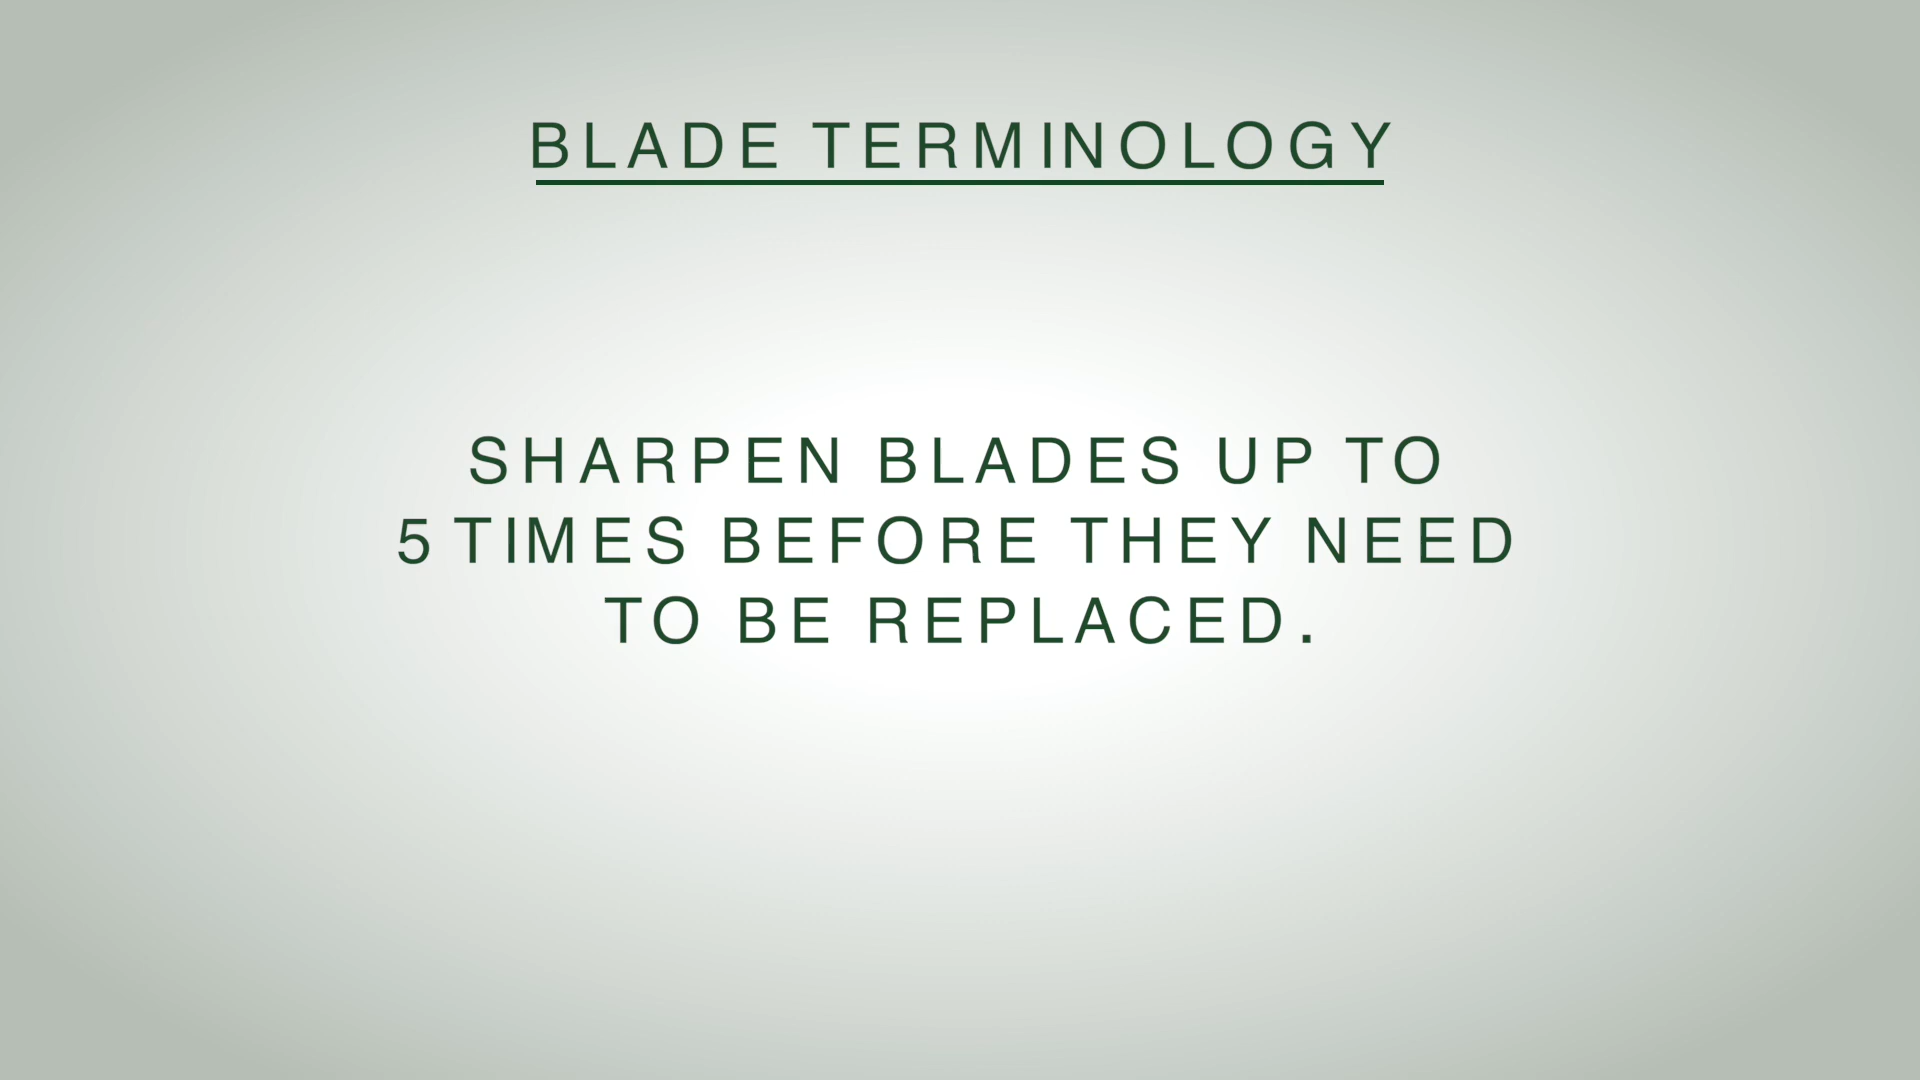 BLADE TERMINOLOGY
SHARPEN BLADES UP TO
5 TIMES BEFORE THEY NEED
TO BE REPLACED.